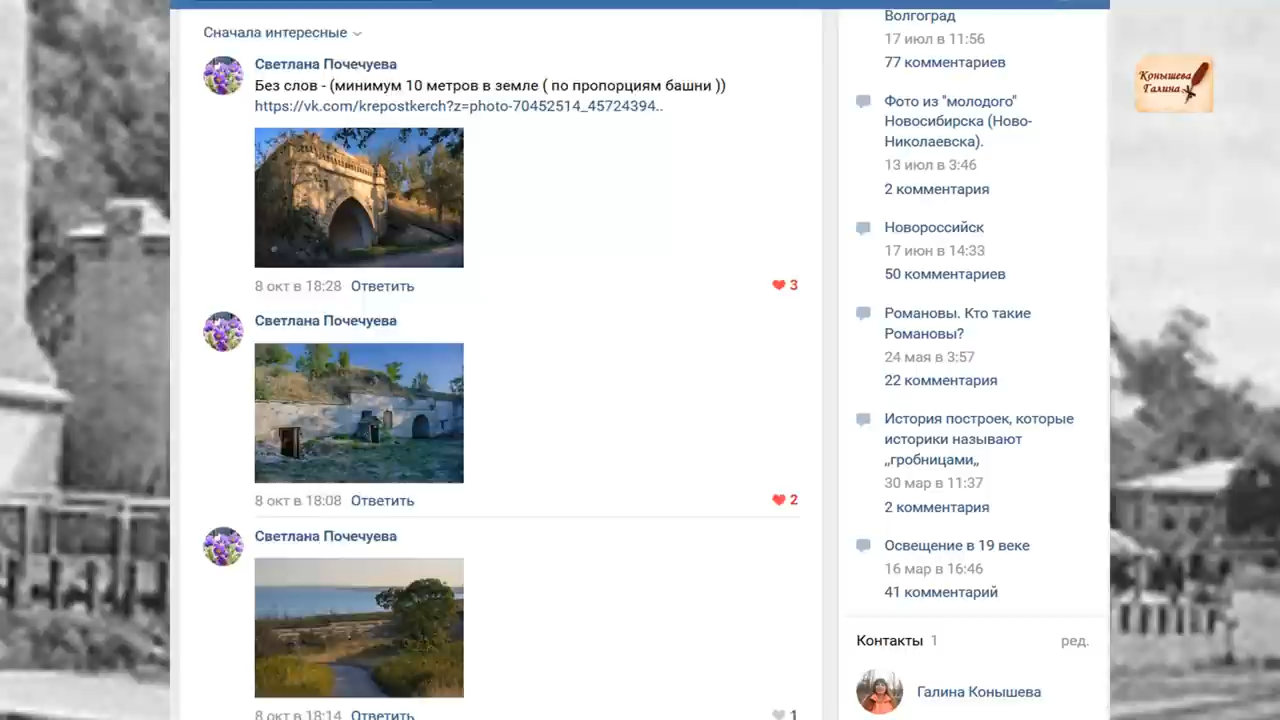 Сначала интересные
Светлана Почечуева
Без слов - (минимум 10 метров в земле ( по пропорциям башни ))
https://vk.com/krepostkerch?z=photo-70452514_45724394..
8 окт в 18:28 Ответить
3
Светлана Почечуева
8 окт в 18:08 Ответить
2
Светлана Почечуева
8 окт в 18:14 Ответить
1
Волгоград
17 июл в 11:56
77 комментариев
Фото из "молодого"
Новосибирска (Ново-
Николаевска).
13 июл в 3:46
2 комментария
Новороссийск
17 июн в 14:33
50 комментариев
Романовы. Кто такие
Романовы?
24 мая в 3:57
22 комментария
История построек, которые
историки называют
,,гробницами,,
30 мар в 11:37
2 комментария
Освещение в 19 веке
16 мар в 16:46
41 комментарий
Контакты 1
ред.
Галина Конышева
Конышева
Галина